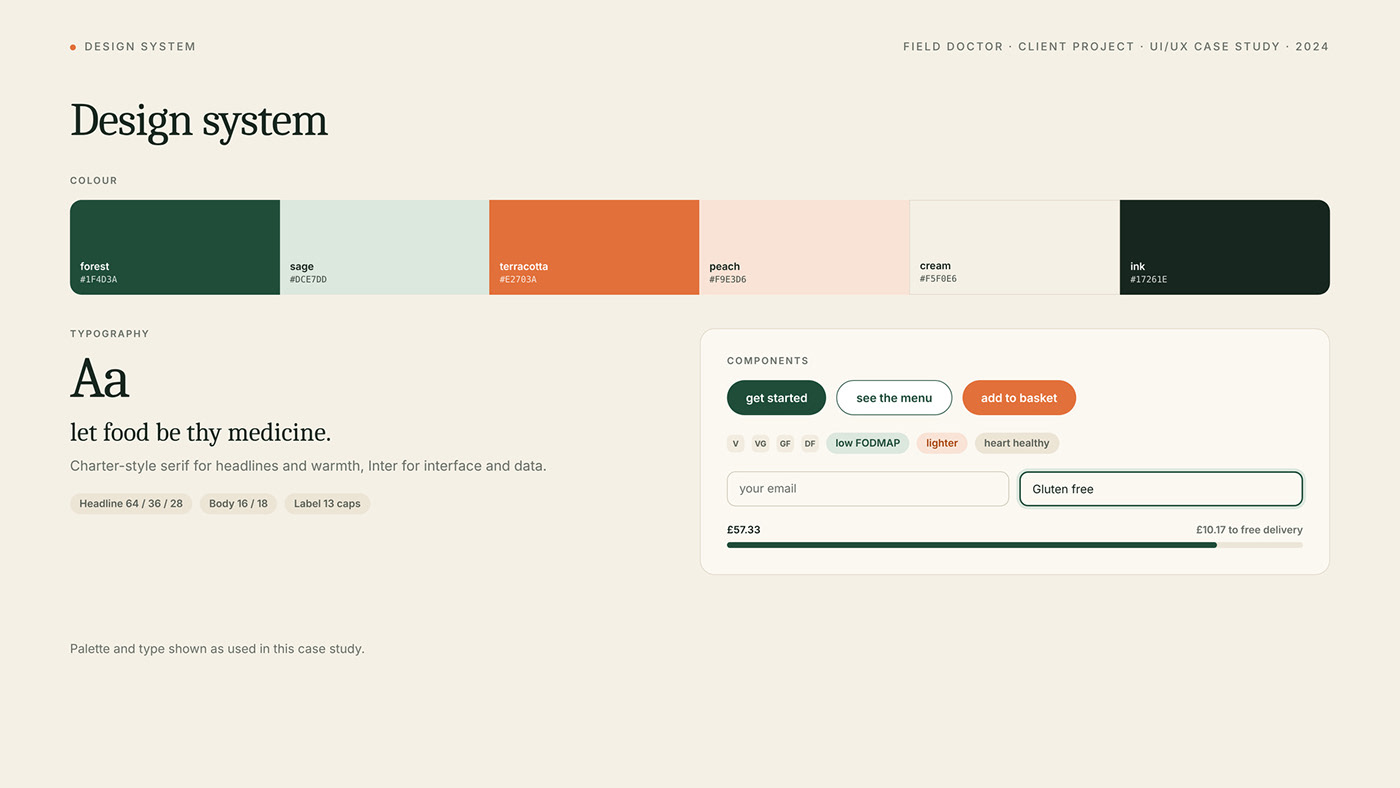 DESIGN SYSTEM
FIELD DOCTOR · CLIENT PROJECT · UI/UX CASE STUDY · 2024
Design system
COLOUR
forest
#1F4D3A
sage
#DCE7DD
terracotta
#E2703A
peach
#F9E3D6
cream
#F5F0E6
ink
#17261E
TYPOGRAPHY
Aa
let food be thy medicine.
Charter-style serif for headlines and warmth, Inter for interface and data.
Headline 64 / 36 / 28
Body 16 / 18
Label 13 caps
COMPONENTS
get started
see the menu
add to basket
V
VG
GF
DF
low FODMAP
lighter
heart healthy
your email
Gluten free
£57.33
£10.17 to free delivery
Palette and type shown as used in this case study.